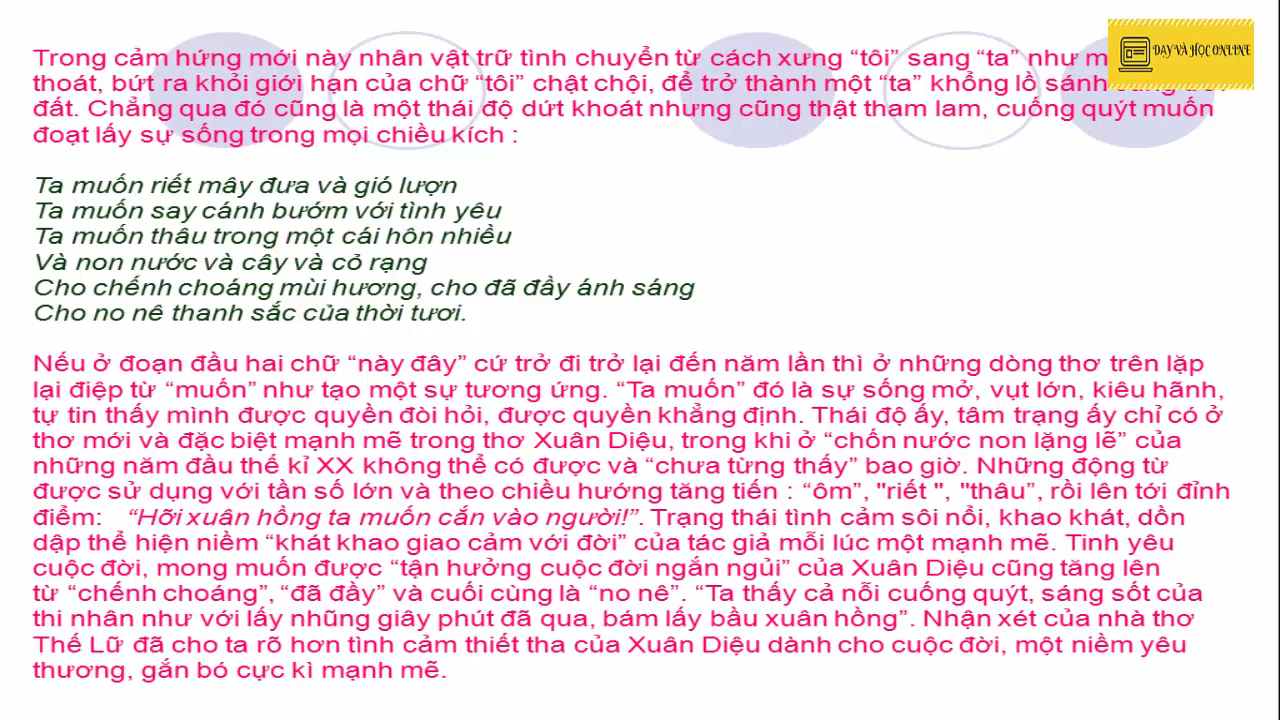 Trong cảm hứng mới này nhân vật trữ tình chuyển từ cách xưng “tôi” sang “ta” như m
DẠY VÀ HỌC ONLINE
thoát, bứt ra khỏi giới hạn của chữ “tôi” chật chội, để trở thành một “ta” khổng lồ sánh
đất. Chẳng qua đó cũng là một thái độ dứt khoát nhưng cũng thật tham lam, cuống quýt muốn
đoạt lấy sự sống trong mọi chiều kích :
Ta muốn riết mây đưa và gió lượn
Ta muốn say cánh bướm với tình yêu
Ta muốn thâu trong một cái hôn nhiều
Và non nước và cây và cỏ rạng
Cho chếnh choáng mùi hương, cho đã đầy ánh sáng
Cho no nê thanh sắc của thời tươi.
Nếu ở đoạn đầu hai chữ “này đây” cứ trở đi trở lại đến năm lần thì ở những dòng thơ trên lặp
lại điệp từ “muốn” như tạo một sự tương ứng. “Ta muốn” đó là sự sống mở, vụt lớn, kiêu hãnh,
tự tin thấy mình được quyền đòi hỏi, được quyền khẳng định. Thái độ ấy, tâm trạng ấy chỉ có ở
thơ mới và đặc biệt mạnh mẽ trong thơ Xuân Diệu, trong khi ở “chốn nước non lặng lẽ” của
những năm đầu thế kỉ XX không thể có được và “chưa từng thấy” bao giờ. Những động từ
được sử dụng với tần số lớn và theo chiều hướng tăng tiến : “ôm”, "riết ", "thâu”, rồi lên tới đỉnh
điểm: “Hỡi xuân hồng ta muốn cắn vào người!”. Trạng thái tình cảm sôi nổi, khao khát, dồn
dập thể hiện niềm “khát khao giao cảm với đời” của tác giả mỗi lúc một mạnh mẽ. Tinh yêu
cuộc đời, mong muốn được “tận hưởng cuộc đời ngắn ngủi” của Xuân Diệu cũng tăng lên
từ “chếnh choáng”, “đã đầy” và cuối cùng là “no nê”. “Ta thấy cả nỗi cuống quýt, sáng sốt của
thi nhân như với lấy nhũng giây phút đã qua, bám lấy bầu xuân hồng”. Nhận xét của nhà thơ
Thế Lữ đã cho ta rõ hơn tình cảm thiết tha của Xuân Diệu dành cho cuộc đời, một niềm yêu
thương, gắn bó cực kì mạnh mẽ.